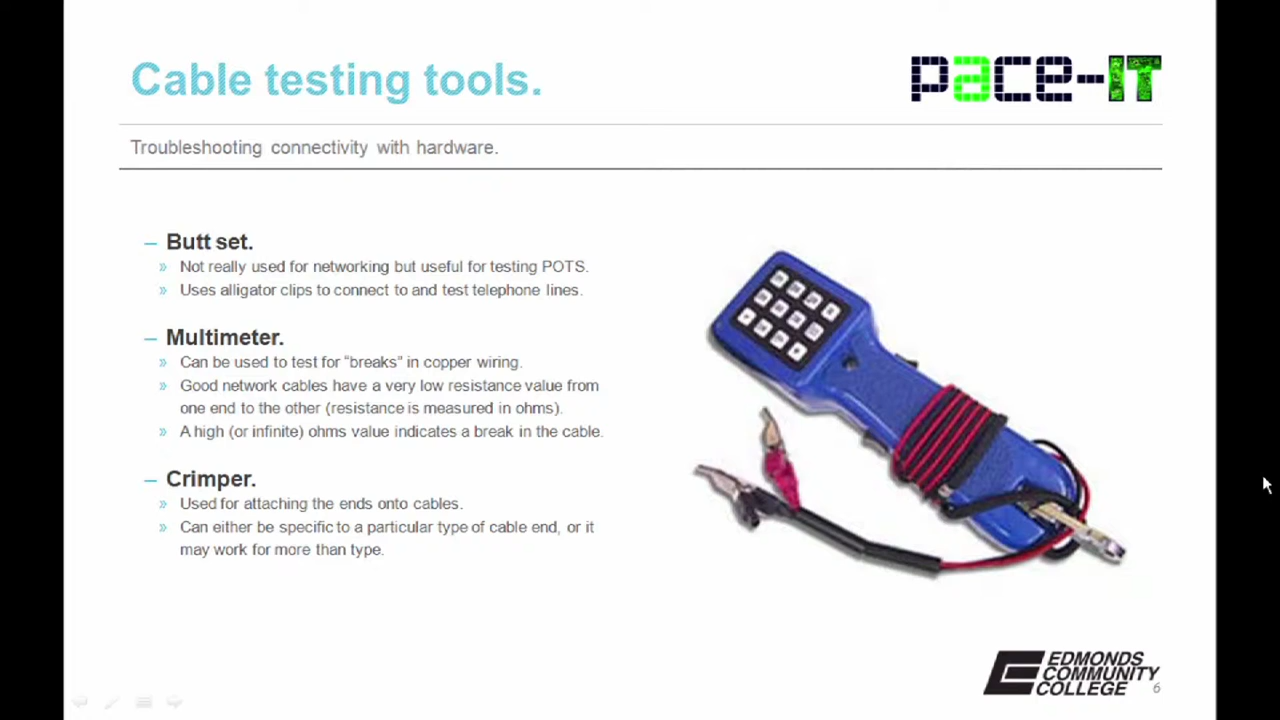 Cable testing tools.
pace-IT
Troubleshooting connectivity with hardware.
– Butt set.
» Not really used for networking but useful for testing POTS.
» Uses alligator clips to connect to and test telephone lines.
– Multimeter.
» Can be used to test for “breaks” in copper wiring.
» Good network cables have a very low resistance value from
one end to the other (resistance is measured in ohms).
» A high (or infinite) ohms value indicates a break in the cable.
– Crimper.
» Used for attaching the ends onto cables.
» Can either be specific to a particular type of cable end, or it
may work for more than type.
EDMONDS
COMMUNITY
COLLEGE
6